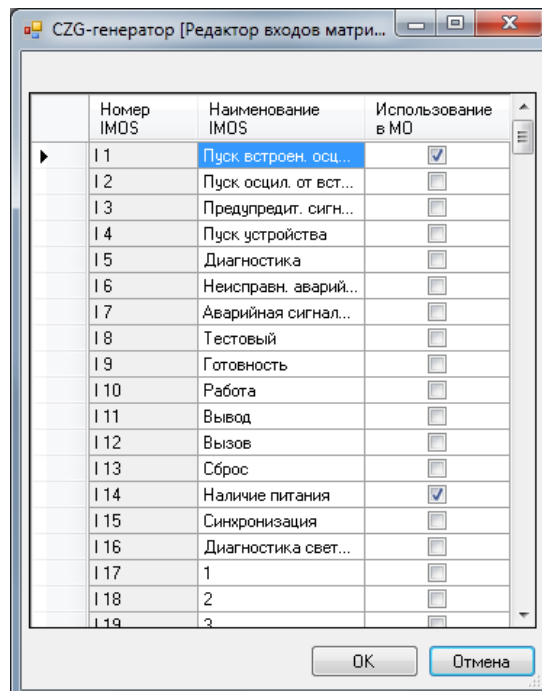 CZG-генератор [Редактор входов матри...
Номер IMOS Наименование IMOS Использование в МО
I 1 Пуск встроен. осц...
I 2 Пуск осцил. от вст...
I 3 Предупредит. сигн...
I 4 Пуск устройства
I 5 Диагностика
I 6 Неисправн. аварий...
I 7 Аварийная сигнал...
I 8 Тестовый
I 9 Готовность
I 10 Работа
I 11 Вывод
I 12 Вызов
I 13 Сброс
I 14 Наличие питания
I 15 Синхронизация
I 16 Диагностика свет...
I 17 1
I 18 2
I 19 3
OK Отмена